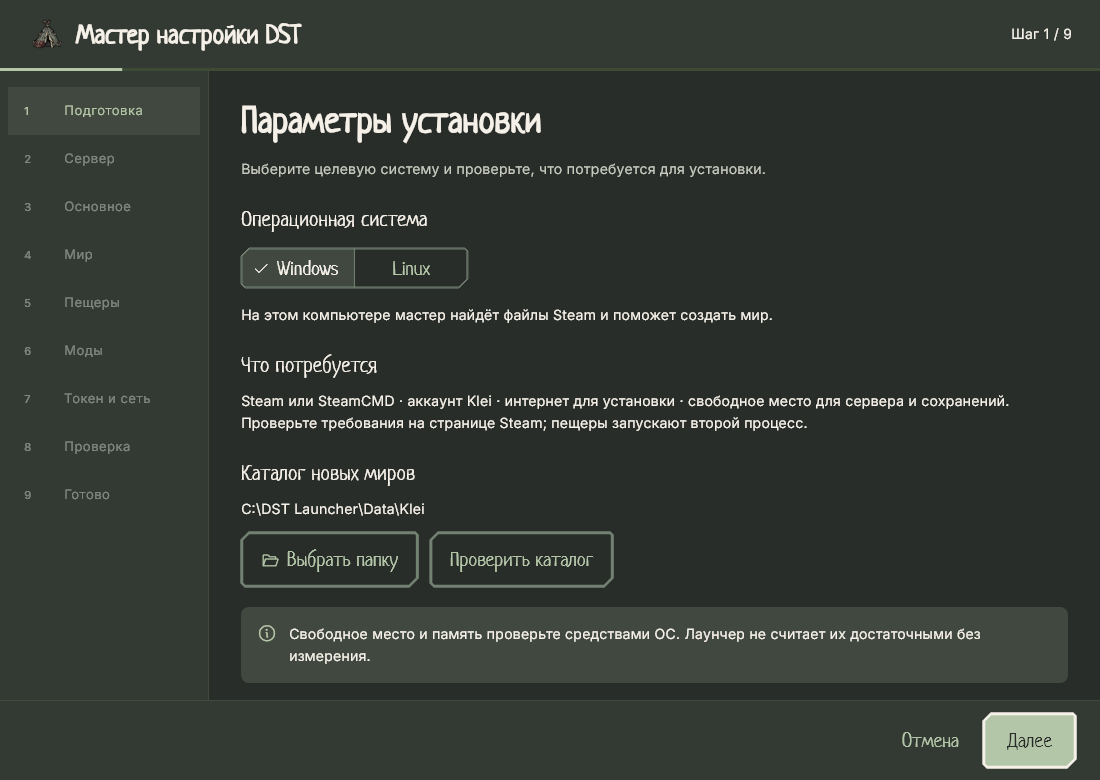 Мастер настройки DST
Шаг 1 / 9
1 Подготовка
2 Сервер
3 Основное
4 Мир
5 Пещеры
6 Моды
7 Токен и сеть
8 Проверка
9 Готово
Параметры установки
Выберите целевую систему и проверьте, что потребуется для установки.
Операционная система
Windows Linux
На этом компьютере мастер найдёт файлы Steam и поможет создать мир.
Что потребуется
Steam или SteamCMD · аккаунт Klei · интернет для установки · свободное место для сервера и сохранений.
Проверьте требования на странице Steam; пещеры запускают второй процесс.
Каталог новых миров
C:\DST Launcher\Data\Klei
Выбрать папку Проверить каталог
Свободное место и память проверьте средствами ОС. Лаунчер не считает их достаточными без
измерения.
Отмена Далее